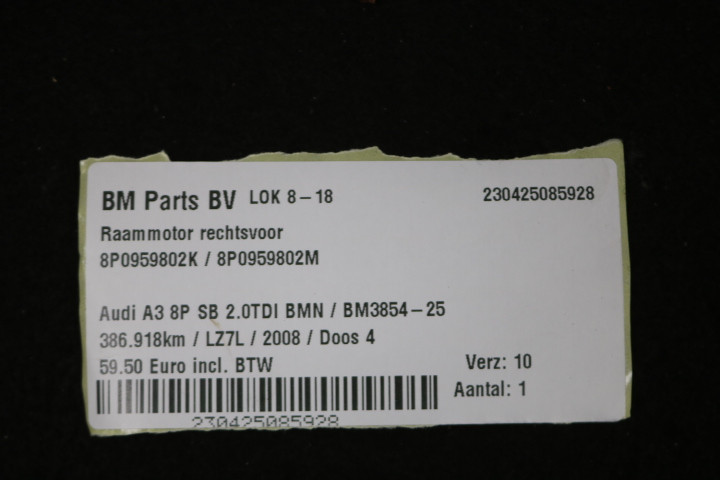 BM Parts BV LOK 8-18 230425085928
Raammotor rechtsvoor
8P0959802K / 8P0959802M
Audi A3 8P SB 2.0TDI BMN / BM3854-25
386.918km / LZ7L / 2008 / Doos 4
59.50 Euro incl. BTW Verz: 10
Aantal: 1
230425085928